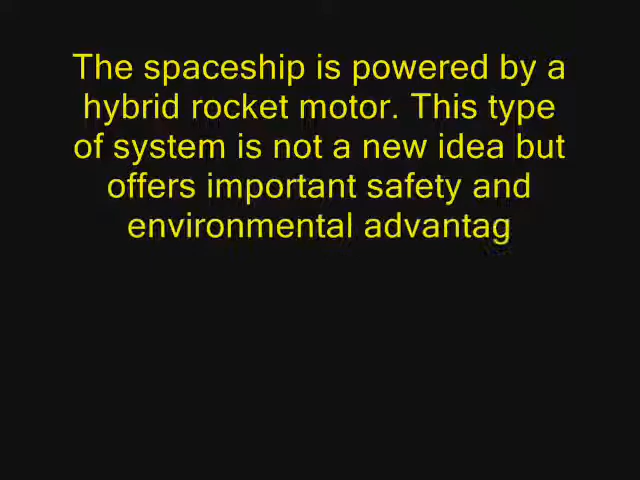 The spaceship is powered by a
hybrid rocket motor. This type
of system is not a new idea but
offers important safety and
environmental advantag